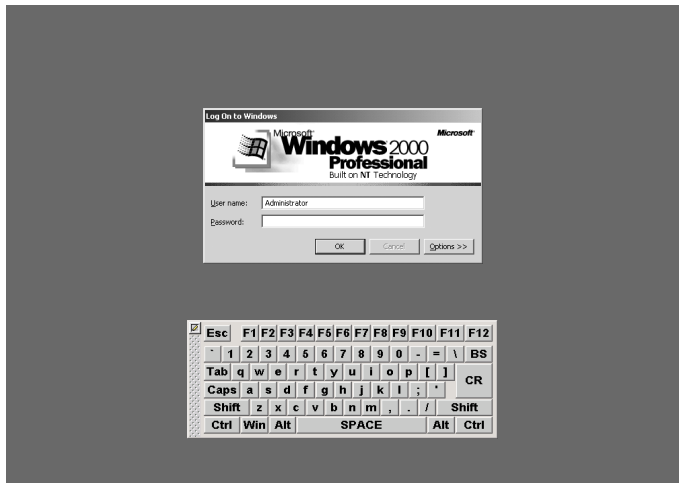 Log On to Windows
Microsoft
Microsoft
Windows 2000
Professional
Built on NT Technology
User name: Administrator
Password:
OK Cancel Options >>
Esc F1 F2 F3 F4 F5 F6 F7 F8 F9 F10 F11 F12
` 1 2 3 4 5 6 7 8 9 0 - = \ BS
Tab q w e r t y u i o p [ ]
CR
Caps a s d f g h j k l ; '
Shift z x c v b n m , . / Shift
Ctrl Win Alt SPACE Alt Ctrl